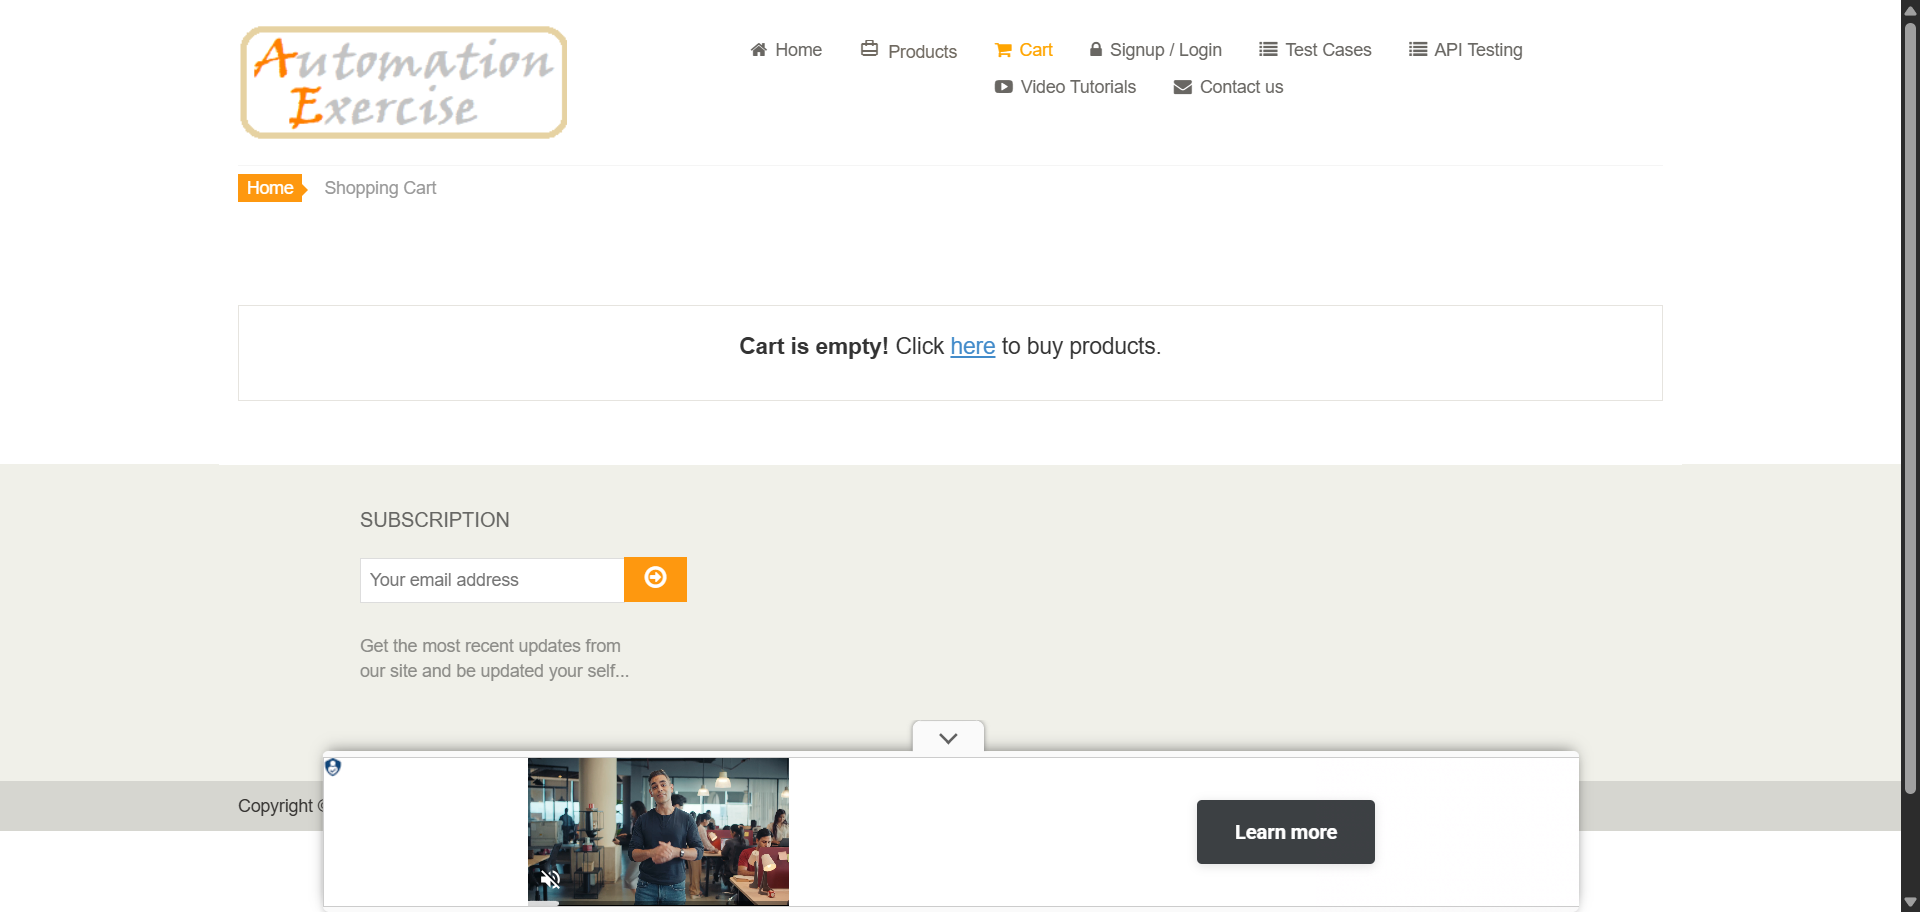 Automation
Exercise
Home
Products
Cart
Signup / Login
Test Cases
API Testing
Video Tutorials
Contact us
Home
Shopping Cart
Cart is empty! Click here to buy products.
SUBSCRIPTION
Your email address
Get the most recent updates from
our site and be updated your self...
Copyright
Learn more